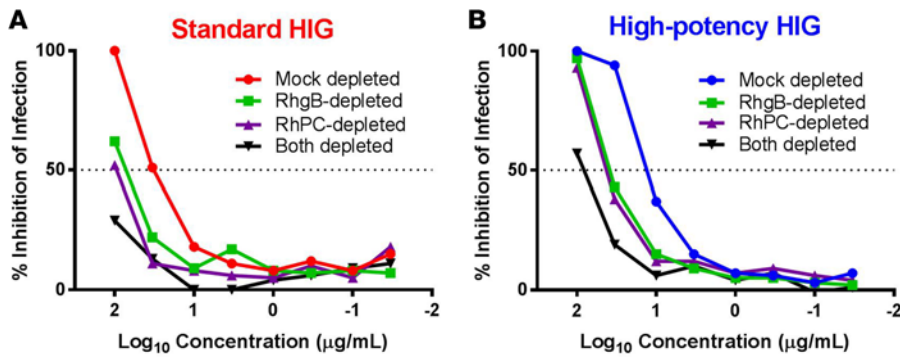 A
Standard HIG
100
50
0
2
1
0
-1
-2
% Inhibition of Infection
Log10 Concentration (μg/mL)
Mock depleted
RhgB-depleted
RhPC-depleted
Both depleted
B
High-potency HIG
100
50
0
2
1
0
-1
-2
% Inhibition of Infection
Log10 Concentration (μg/mL)
Mock depleted
RhgB-depleted
RhPC-depleted
Both depleted